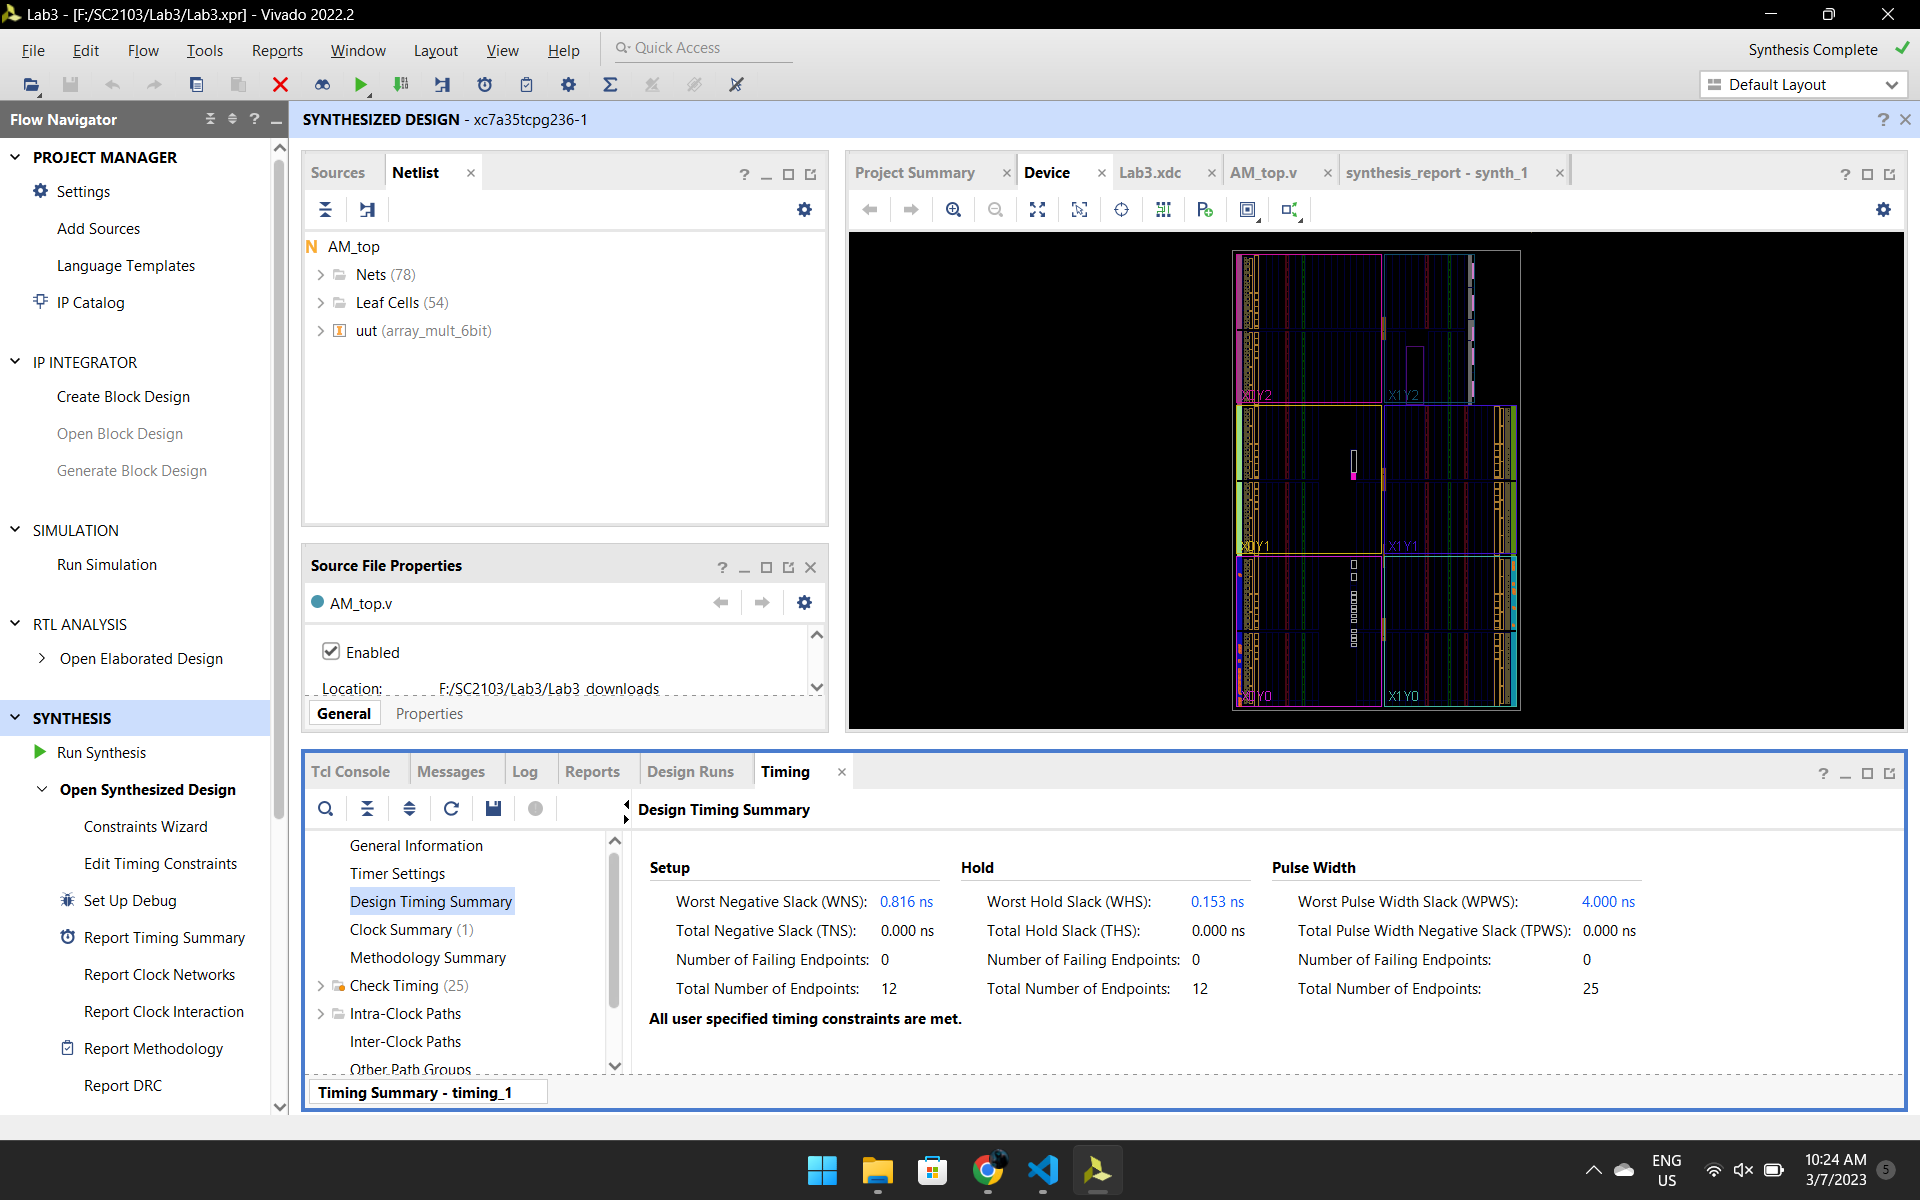 Lab3 - [F:/SC2103/Lab3/Lab3.xpr] - Vivado 2022.2
File Edit Flow Tools Reports Window Layout View Help Quick Access
Synthesis Complete
Default Layout
Flow Navigator
SYNTHESIZED DESIGN - xc7a35tcpg236-1
PROJECT MANAGER
Settings
Add Sources
Language Templates
IP Catalog
IP INTEGRATOR
Create Block Design
Open Block Design
Generate Block Design
SIMULATION
Run Simulation
RTL ANALYSIS
Open Elaborated Design
SYNTHESIS
Run Synthesis
Open Synthesized Design
Constraints Wizard
Edit Timing Constraints
Set Up Debug
Report Timing Summary
Report Clock Networks
Report Clock Interaction
Report Methodology
Report DRC
Sources Netlist
N AM_top
Nets (78)
Leaf Cells (54)
uut (array_mult_6bit)
Source File Properties
AM_top.v
Enabled
Location: F:/SC2103/Lab3/Lab3_downloads
General Properties
Project Summary Device Lab3.xdc AM_top.v synthesis_report - synth_1
X0Y2 X1Y2
X0Y1 X1Y1
X0Y0 X1Y0
Tcl Console Messages Log Reports Design Runs Timing
General Information
Timer Settings
Design Timing Summary
Clock Summary (1)
Methodology Summary
Check Timing (25)
Intra-Clock Paths
Inter-Clock Paths
Other Path Groups
Timing Summary - timing_1
Design Timing Summary
Setup
Worst Negative Slack (WNS): 0.816 ns
Total Negative Slack (TNS): 0.000 ns
Number of Failing Endpoints: 0
Total Number of Endpoints: 12
Hold
Worst Hold Slack (WHS): 0.153 ns
Total Hold Slack (THS): 0.000 ns
Number of Failing Endpoints: 0
Total Number of Endpoints: 12
Pulse Width
Worst Pulse Width Slack (WPWS): 4.000 ns
Total Pulse Width Negative Slack (TPWS): 0.000 ns
Number of Failing Endpoints: 0
Total Number of Endpoints: 25
All user specified timing constraints are met.
ENG
US
10:24 AM
3/7/2023
5